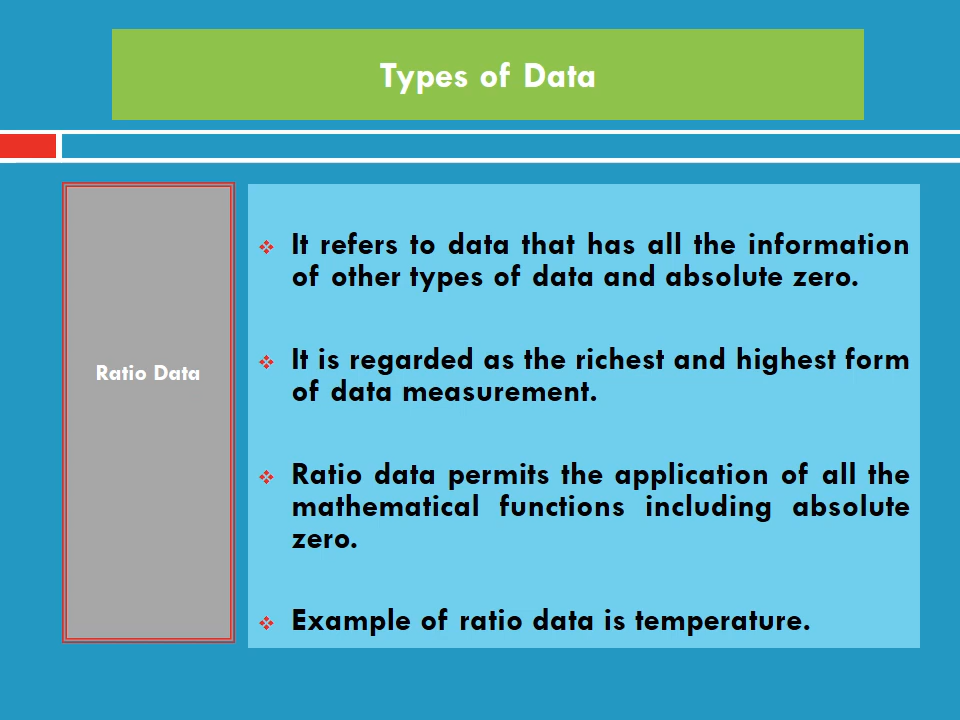 Types of Data
Ratio Data
It refers to data that has all the information
of other types of data and absolute zero.
It is regarded as the richest and highest form
of data measurement.
Ratio data permits the application of all the
mathematical functions including absolute
zero.
Example of ratio data is temperature.